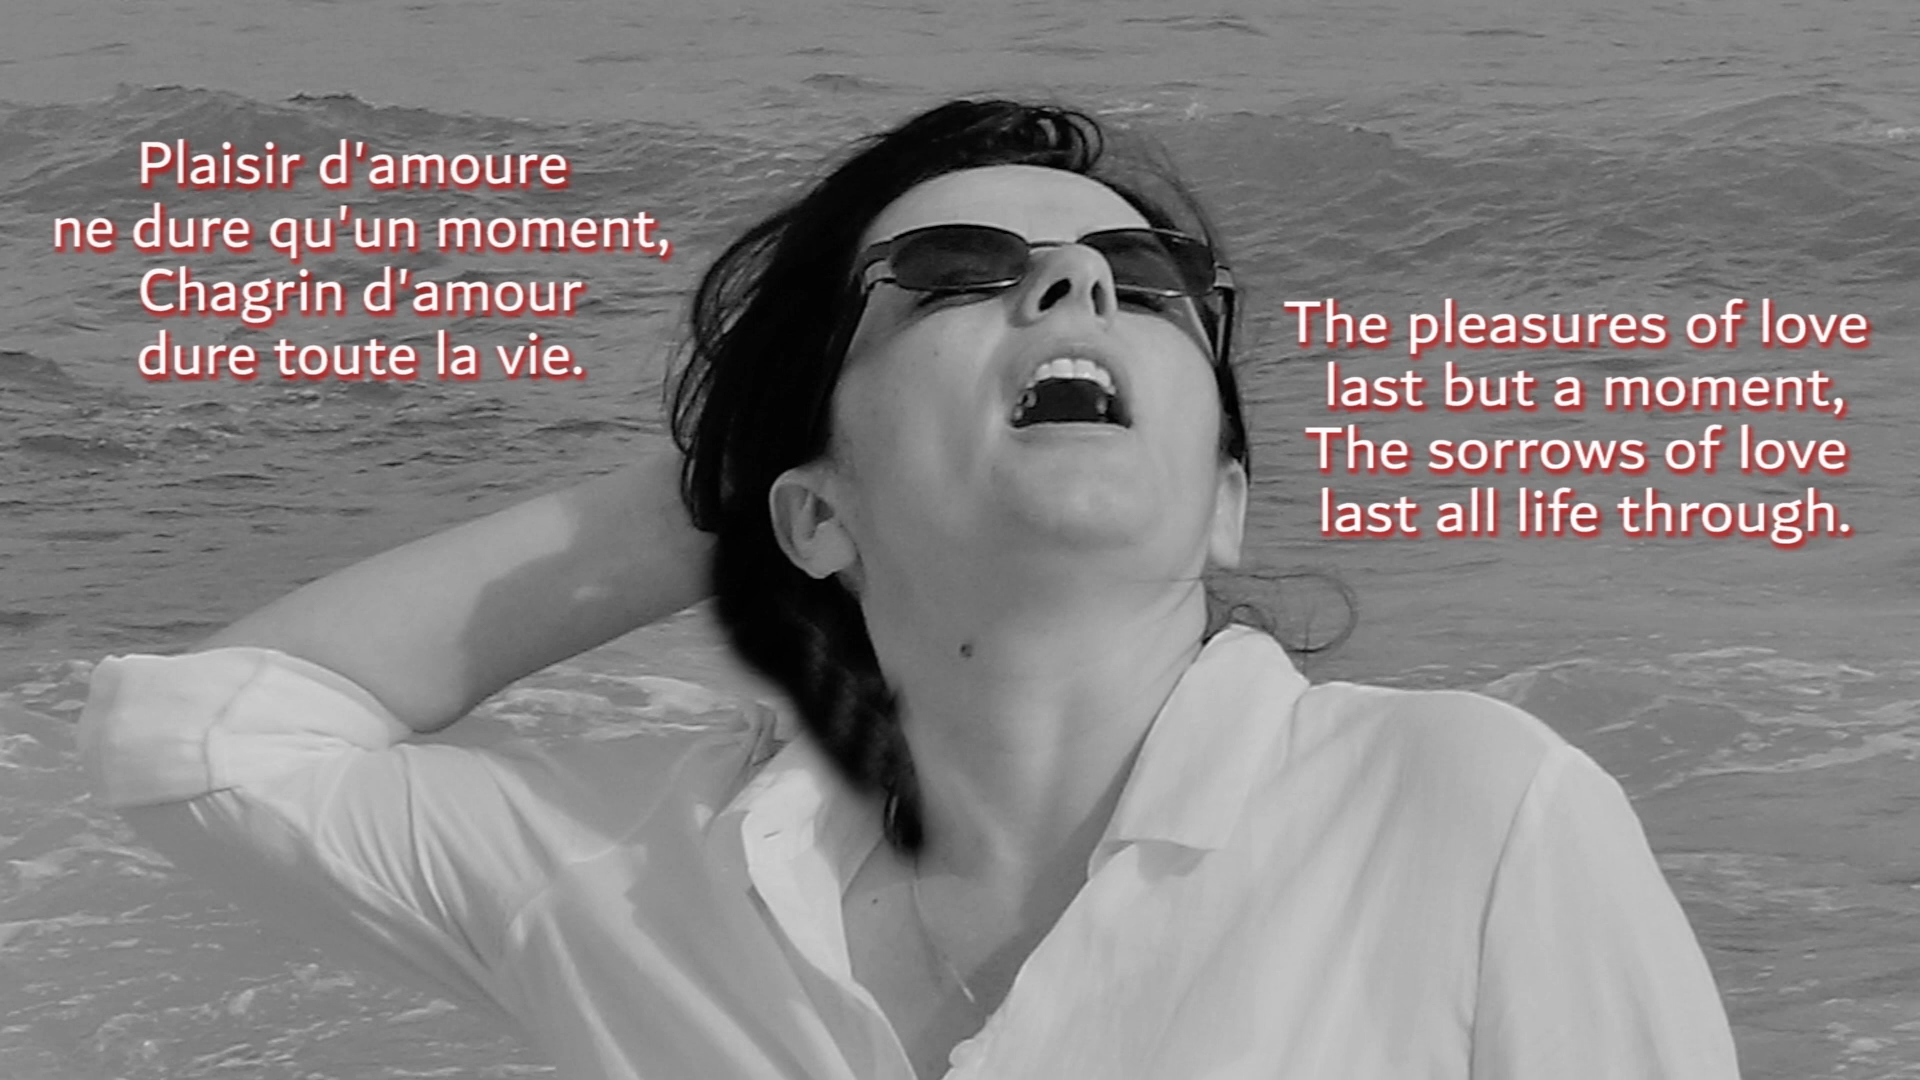 Plaisir d'amoure
ne dure qu'un moment,
Chagrin d'amour
dure toute la vie.
The pleasures of love
last but a moment,
The sorrows of love
last all life through.